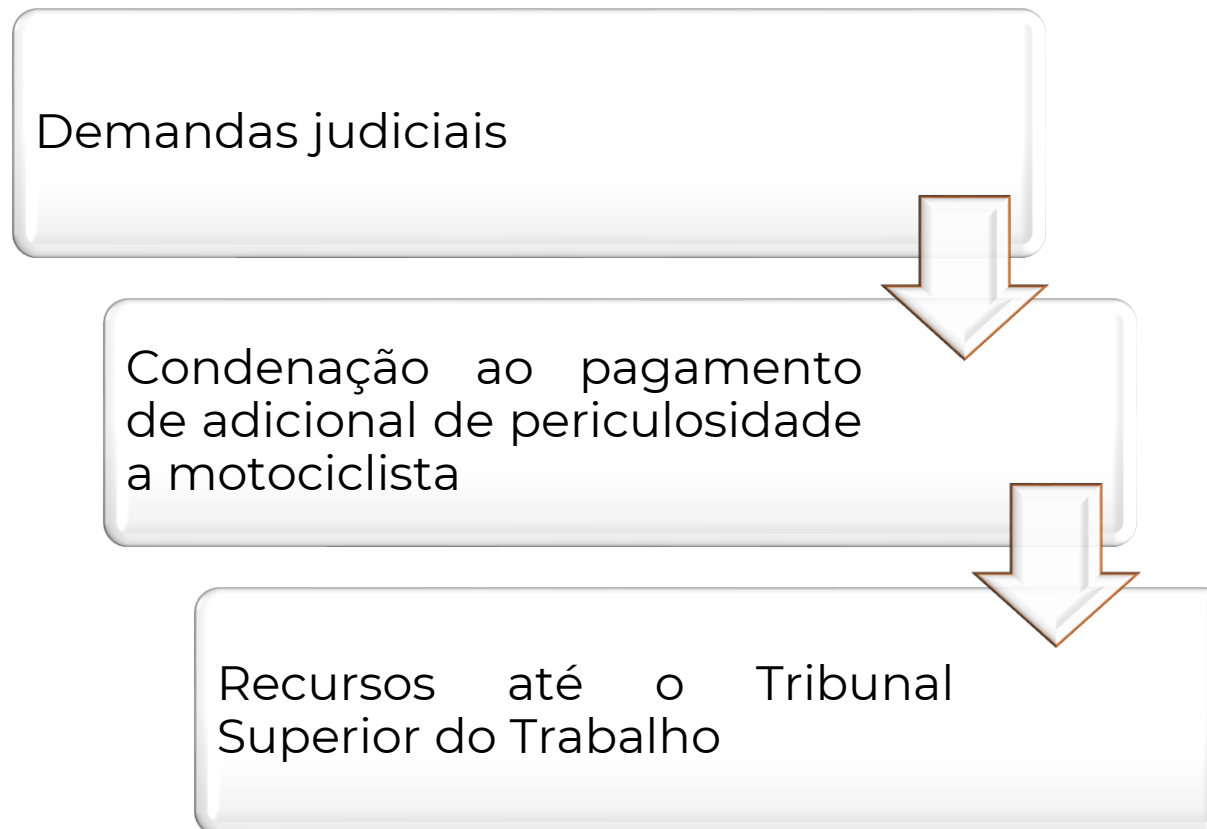 Demandas judiciais
Condenação ao pagamento
de adicional de periculosidade
a motociclista
Recursos até o Tribunal
Superior do Trabalho